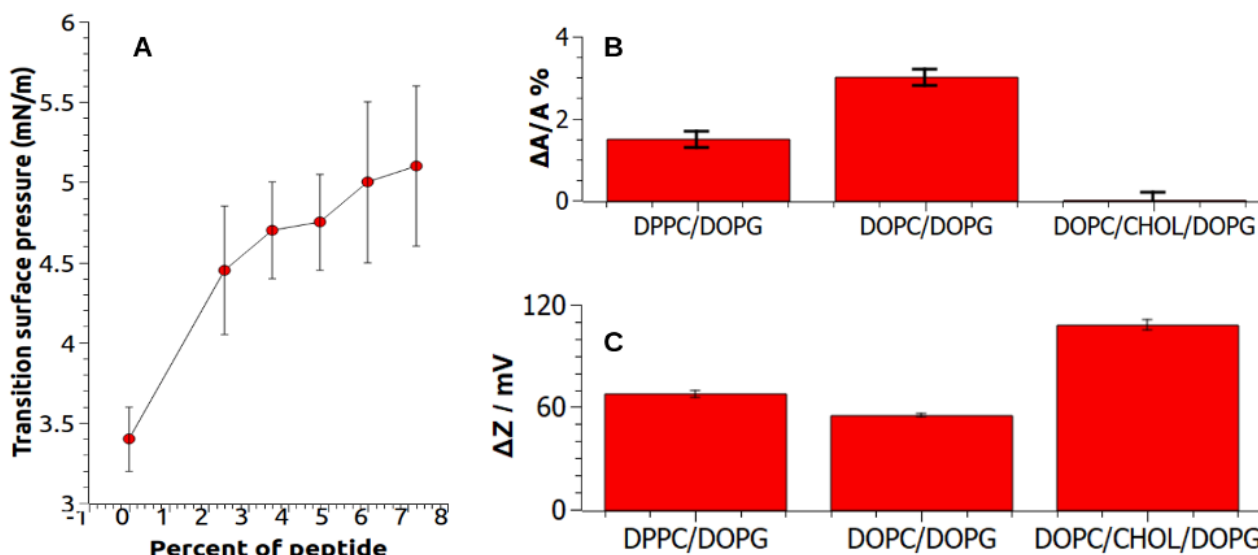 A
Transition surface pressure (mN/m)
6
5.5
5
4.5
4
3.5
3
-1 0 1 2 3 4 5 6 7 8
Percent of peptide
B
ΔA/A %
4
2
0
DPPC/DOPG DOPC/DOPG DOPC/CHOL/DOPG
C
ΔZ / mV
120
60
0
DPPC/DOPG DOPC/DOPG DOPC/CHOL/DOPG